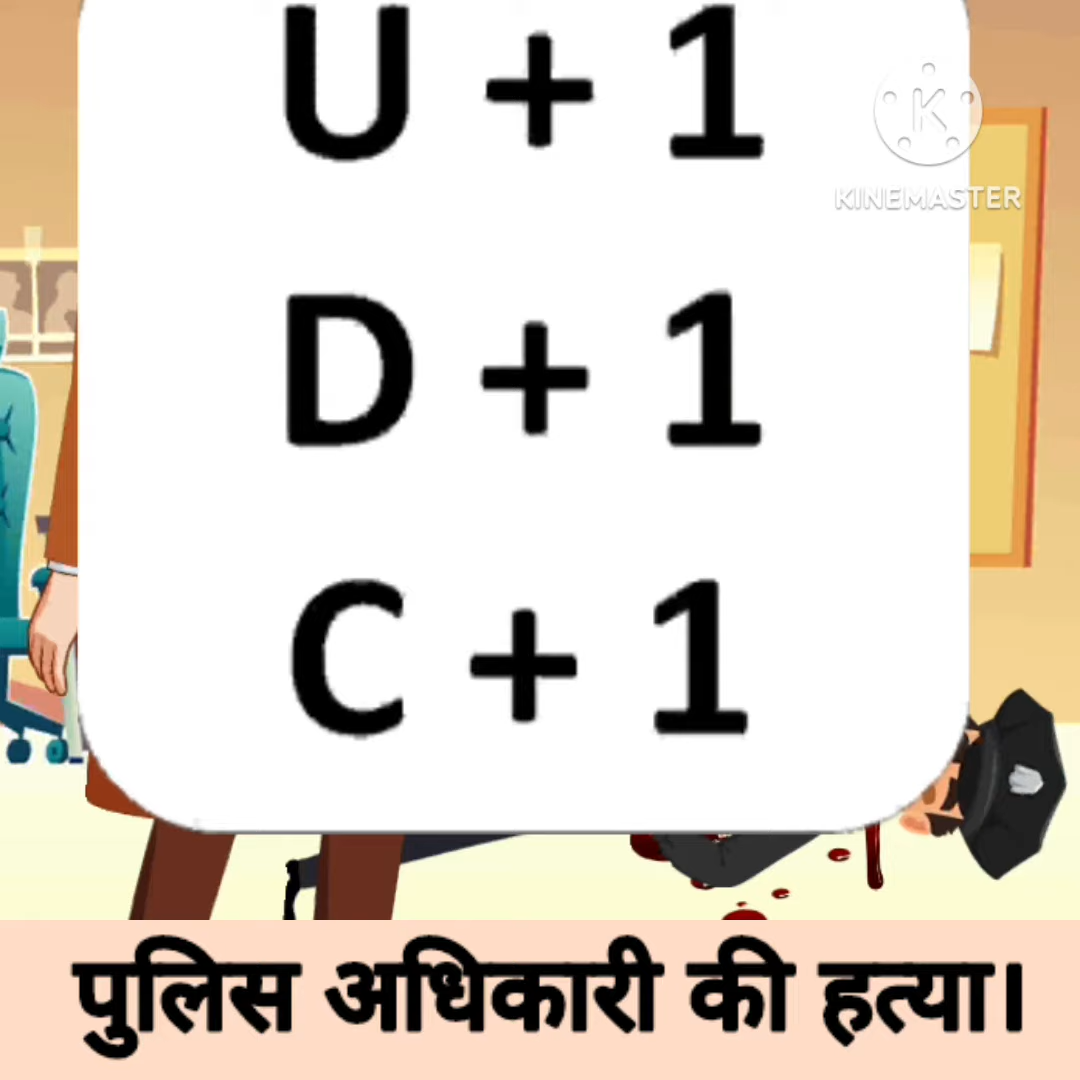 U + 1
K
KINEMASTER
D + 1
C + 1
पुलिस अधिकारी की हत्या।